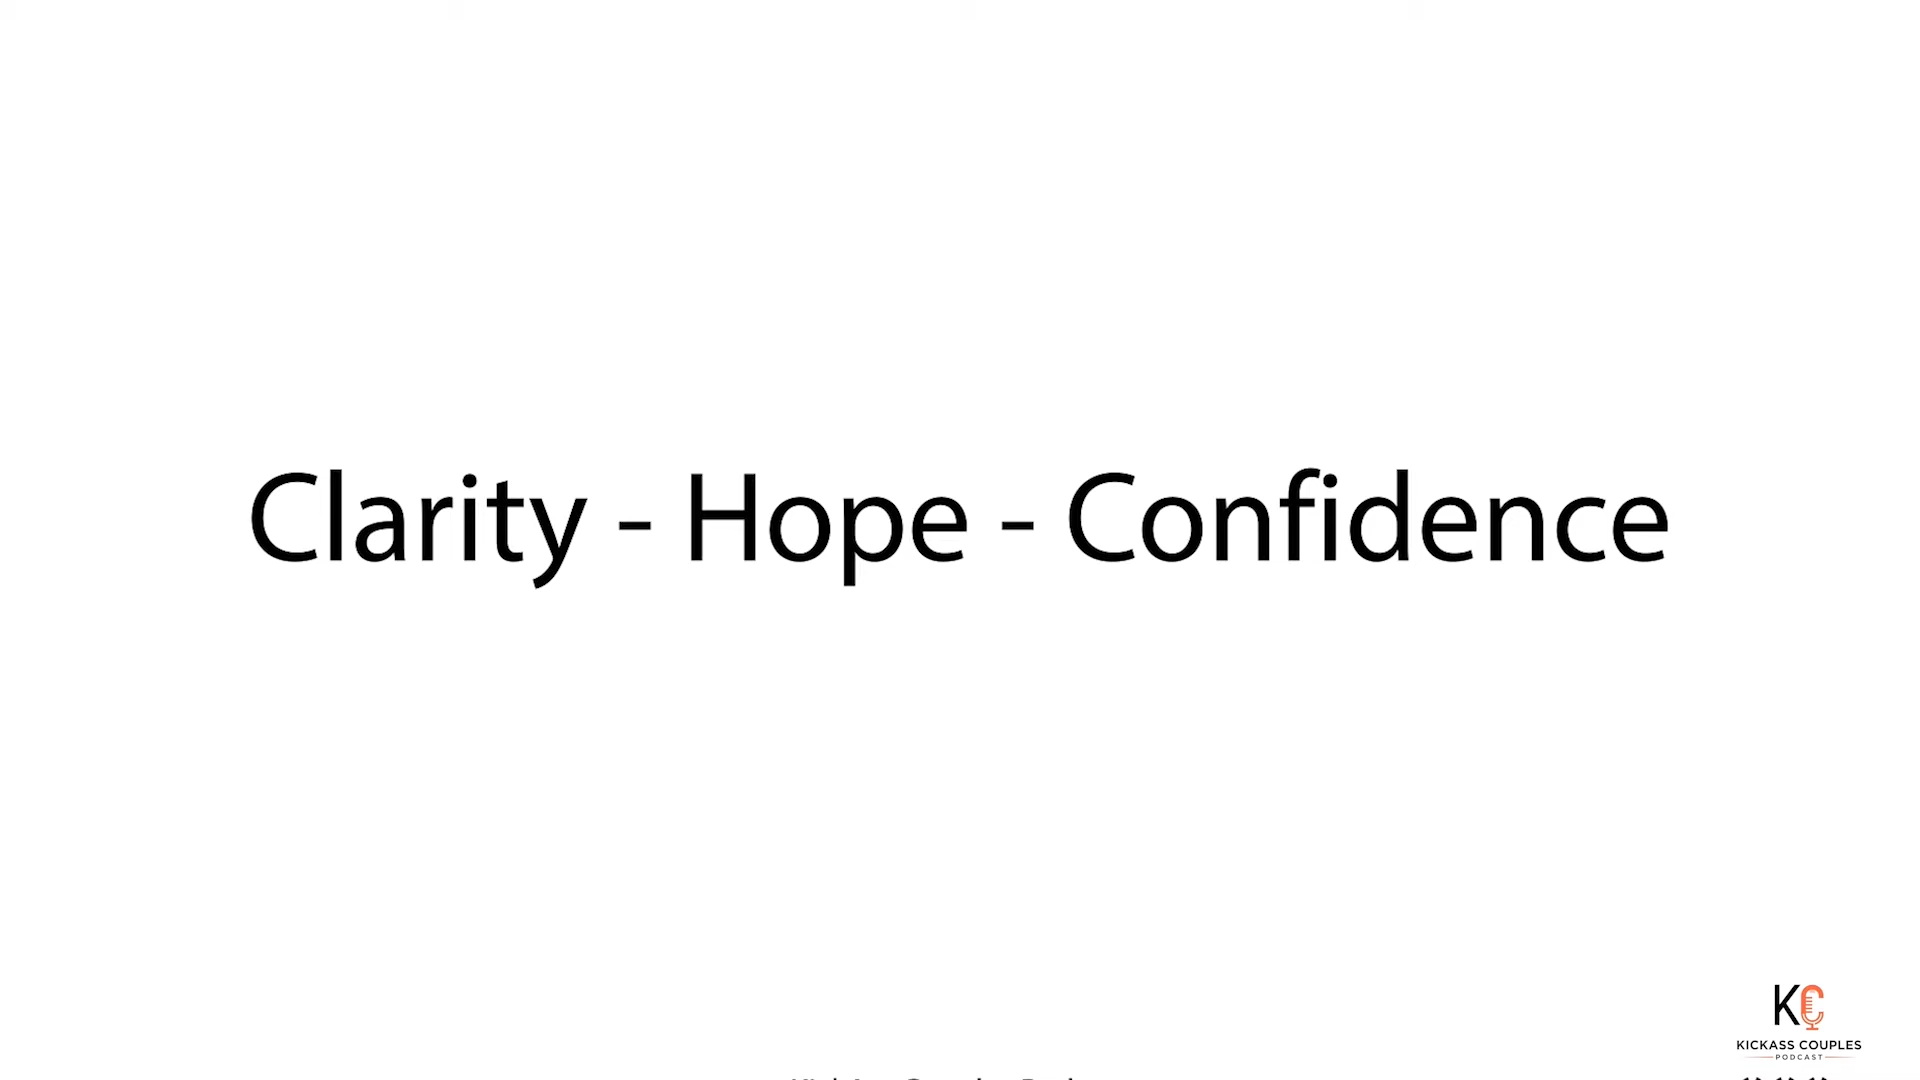 Clarity - Hope - Confidence
KC
KICKASS COUPLES
PODCAST